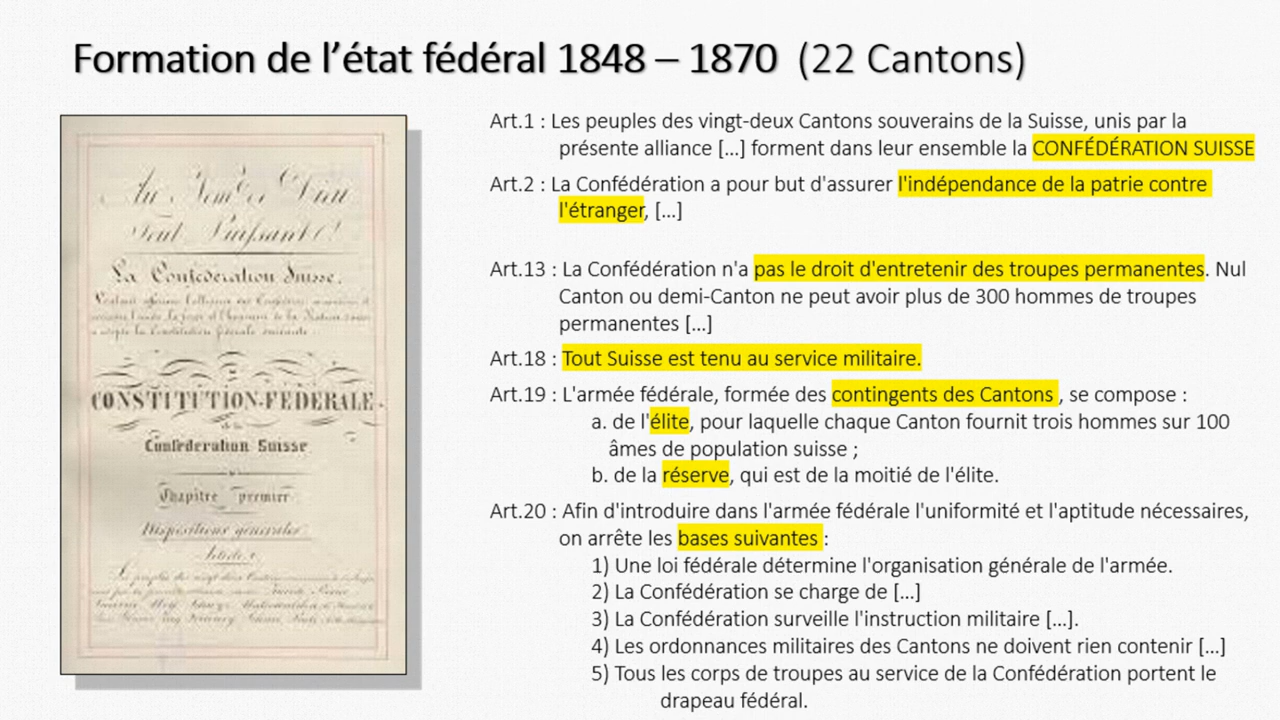 Formation de l’état fédéral 1848 – 1870 (22 Cantons)
Au Nom de Dieu
Tout Puissant!
La Confédération Suisse,
CONSTITUTION-FEDERALE
de la
Confédération Suisse
Chapitre premier
Dispositions générales
Art.1 : Les peuples des vingt-deux Cantons souverains de la Suisse, unis par la
présente alliance [...] forment dans leur ensemble la CONFÉDÉRATION SUISSE
Art.2 : La Confédération a pour but d'assurer l'indépendance de la patrie contre
l'étranger, [...]
Art.13 : La Confédération n'a pas le droit d'entretenir des troupes permanentes. Nul
Canton ou demi-Canton ne peut avoir plus de 300 hommes de troupes
permanentes [...]
Art.18 : Tout Suisse est tenu au service militaire.
Art.19 : L'armée fédérale, formée des contingents des Cantons , se compose :
a. de l'élite, pour laquelle chaque Canton fournit trois hommes sur 100
âmes de population suisse ;
b. de la réserve, qui est de la moitié de l'élite.
Art.20 : Afin d'introduire dans l'armée fédérale l'uniformité et l'aptitude nécessaires,
on arrête les bases suivantes :
1) Une loi fédérale détermine l'organisation générale de l'armée.
2) La Confédération se charge de [...]
3) La Confédération surveille l'instruction militaire [...].
4) Les ordonnances militaires des Cantons ne doivent rien contenir [...]
5) Tous les corps de troupes au service de la Confédération portent le
drapeau fédéral.